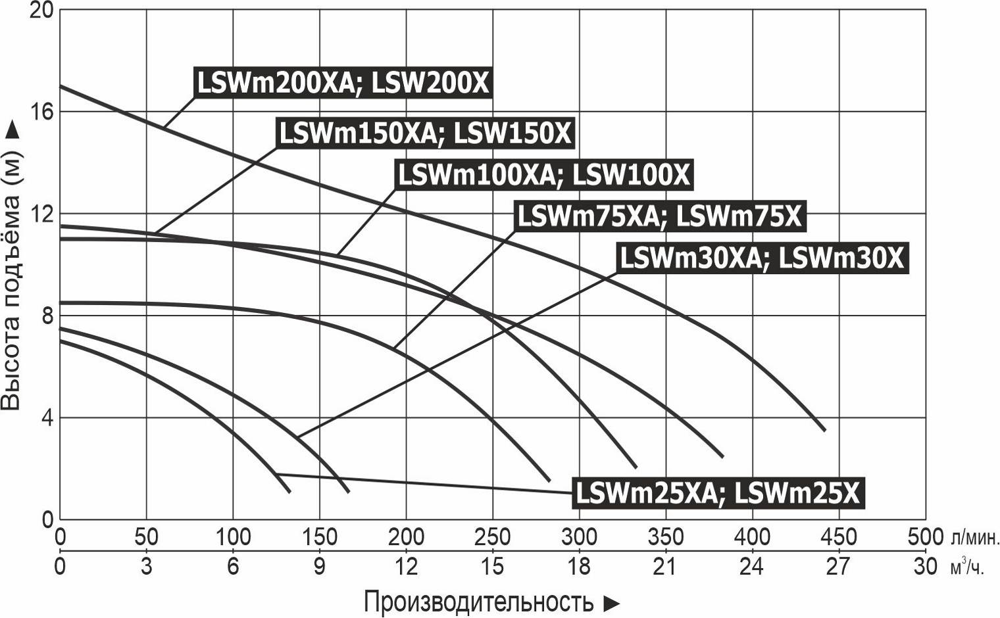 20
LSWm200XA; LSW200X
16
LSWm150XA; LSW150X
LSWm100XA; LSW100X
12
LSWm75XA; LSWm75X
LSWm30XA; LSWm30X
8
4
LSWm25XA; LSWm25X
0
Высота подъёма (м) ►
0 50 100 150 200 250 300 350 400 450 500 л/мин.
0 3 6 9 12 15 18 21 24 27 30 м³/ч.
Производительность ►